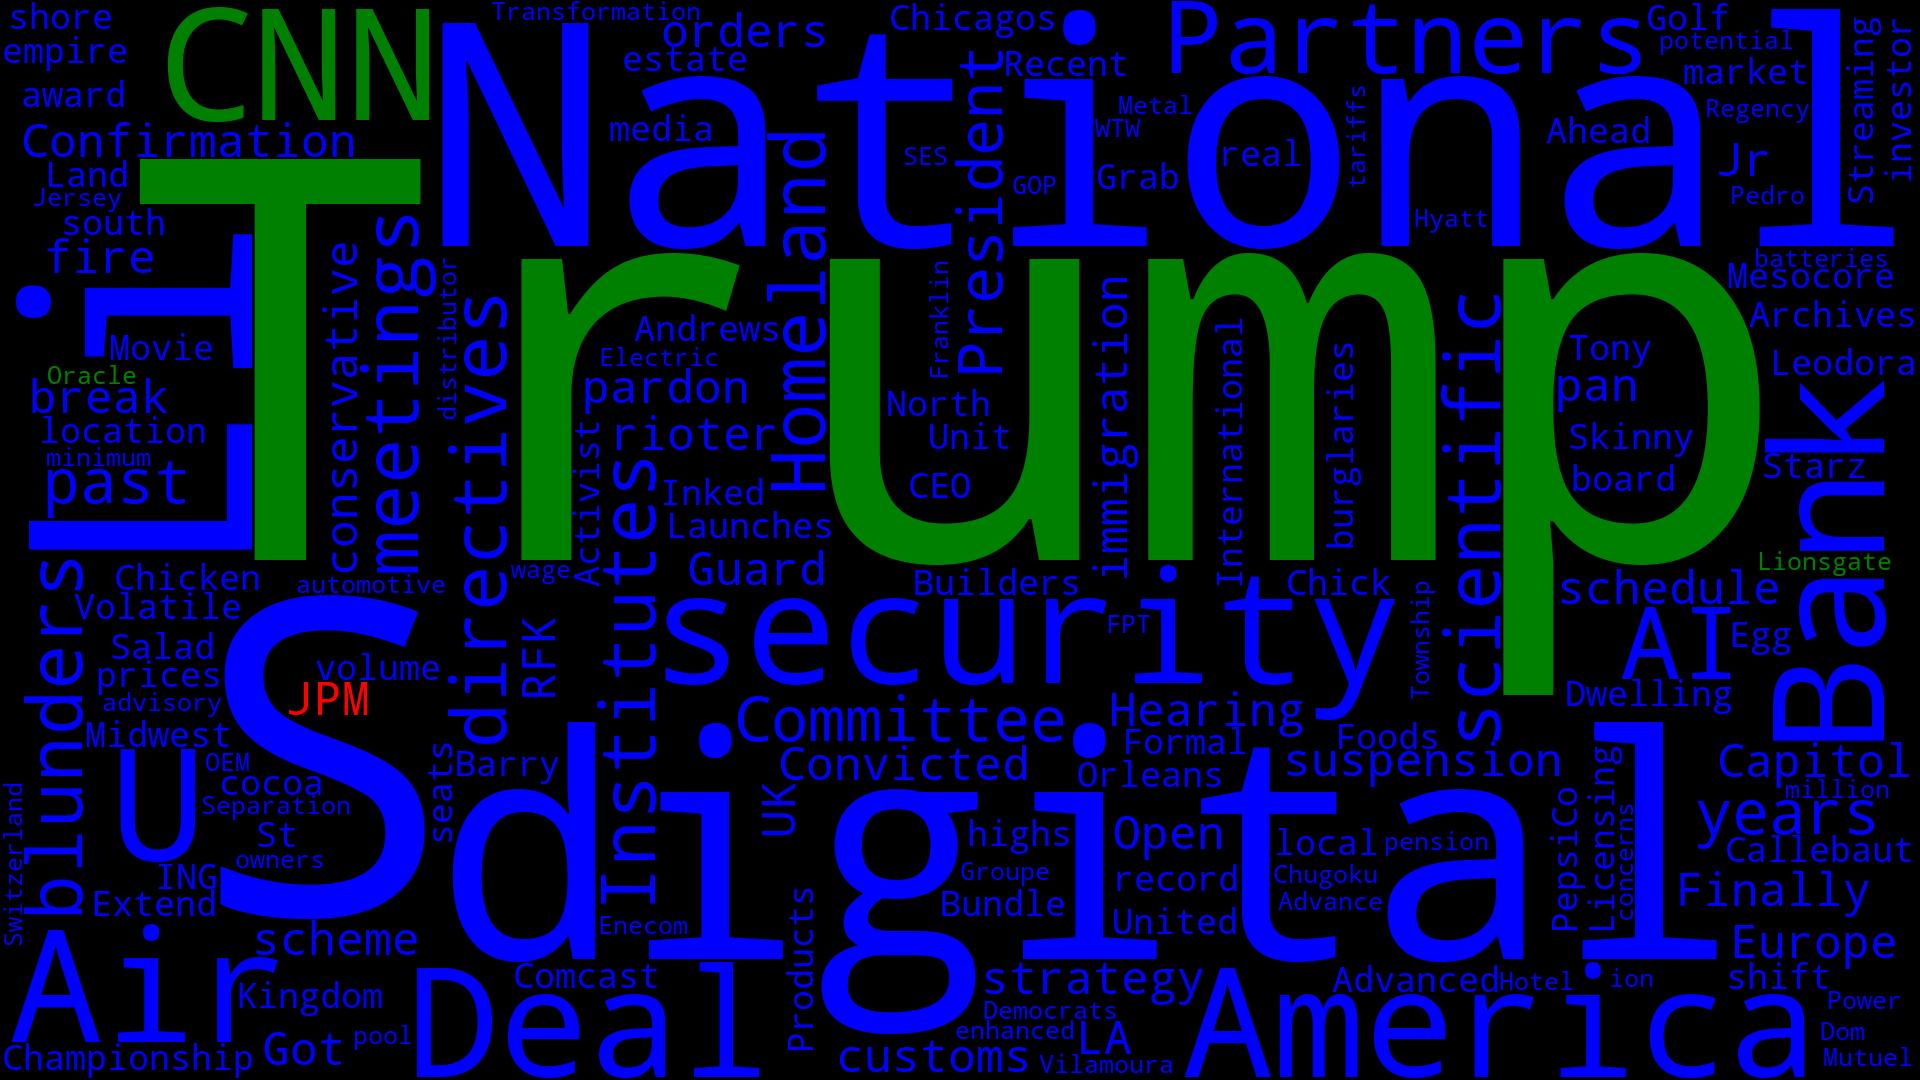 shore
empire
award
CNN
Transformation
orders
estate
media
Chicagos
Recent
Partners
Golf
potential
market
Regency
Streaming
investor
National
Metal
WTW
SES
GOP
Grab
real
tariffs
Hyatt
Ahead
Jr
Pedro
President
Homeland
Confirmation
Land
Jersey
south
fire
Li
Movie
Oracle
break
location
minimum
past
Trump
conservative
meetings
distributor
directives
Andrews
Electric
pardon
rioter
Activist
Institutes
Inked
Launches
Guard
Franklin
North
Unit
CEO
immigration
International
burglaries
scientific
Tony
pan
Skinny
board
batteries
Mesocore
Archives
Leodora
Starz
Bank
Lionsgate
blunders
Chicken
Volatile
automotive
wage
Salad
prices
advisory
Midwest
volume
JPM
S
RFK
Builders
Chick
security
FPT
Township
schedule
AI
Egg
Dwelling
Committee
Hearing
Formal
Foods
Convicted
Orleans
suspension
Capitol
million
years
Callebaut
Finally
U
OEM
cocoa
Separation
St
owners
ING
Extend
seats
Barry
UK
digital
highs
Open
local
pension
Groupe
record
Chugoku
Bundle
Advance
United
PepsiCo
Licensing
concerns
Switzerland
Enecom
Products
Air
scheme
Kingdom
Championship
Got
pool
Comcast
Deal
strategy
Democrats
enhanced
LA
customs
Vilamoura
Advanced
Hotel
ion
America
Europe
shift
Power
Dom
Mutuel